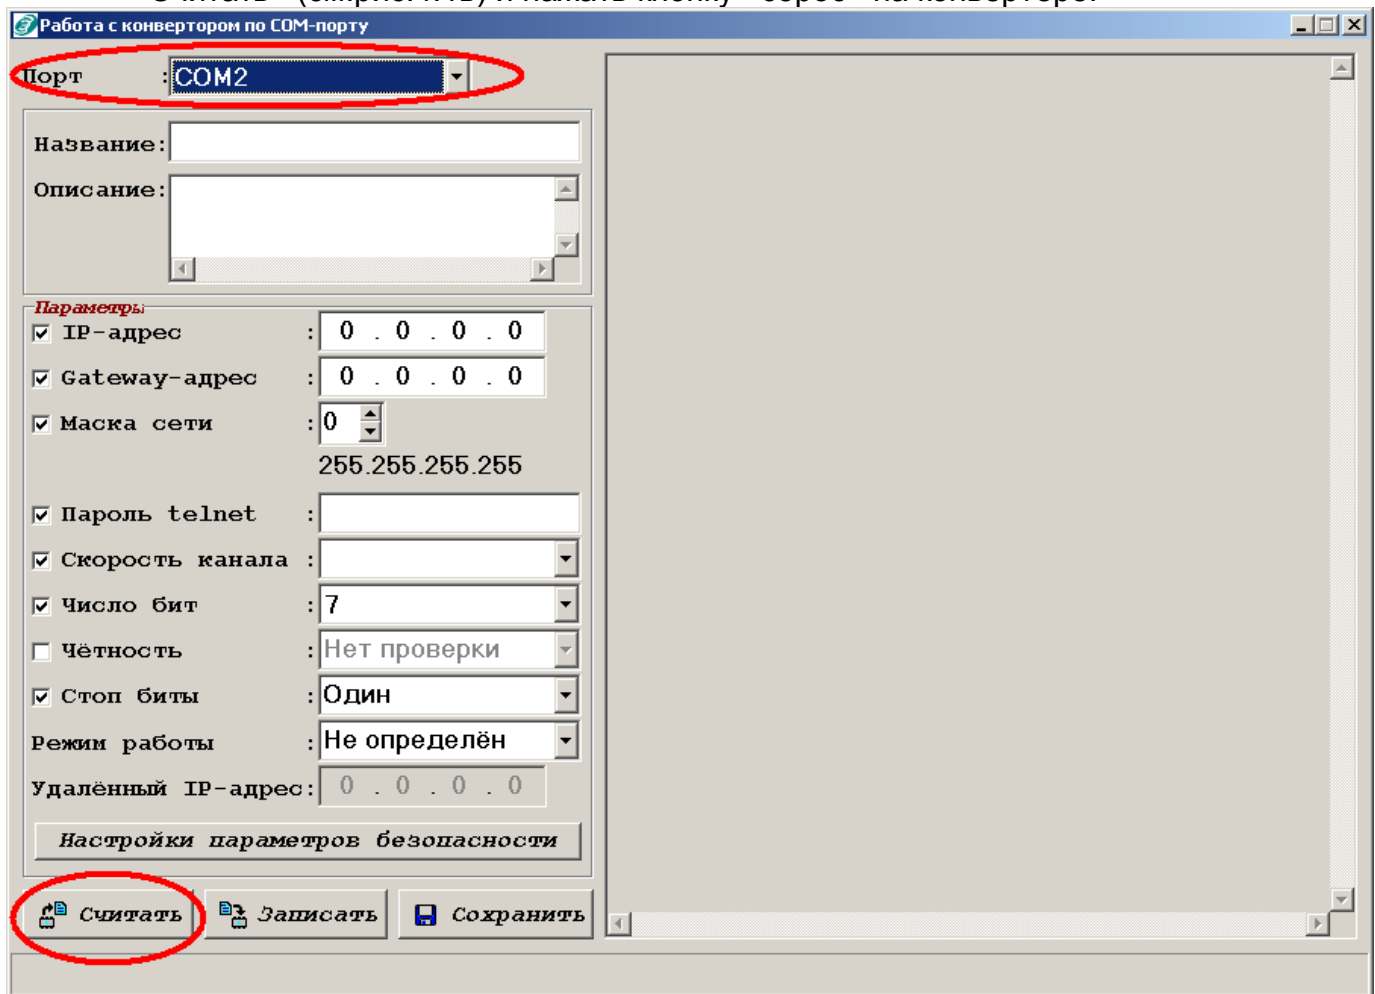 Работа с конвертором по COM-порту
Порт :COM2
Название:
Описание:
Параметры
IP-адрес : 0 . 0 . 0 . 0
Gateway-адрес : 0 . 0 . 0 . 0
Маска сети :0
255.255.255.255
Пароль telnet :
Скорость канала :
Число бит :7
Чётность :Нет проверки
Стоп биты :Один
Режим работы :Не определён
Удалённый IP-адрес: 0 . 0 . 0 . 0
Настройки параметров безопасности
Считать Записать Сохранить